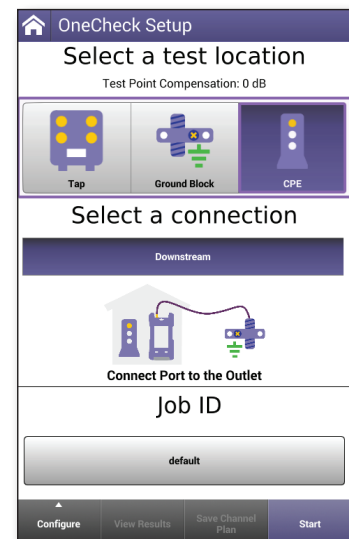 OneCheck Setup
Select a test location
Test Point Compensation: 0 dB
Tap
Ground Block
CPE
Select a connection
Downstream
Connect Port to the Outlet
Job ID
default
Configure
View Results
Save Channel
Plan
Start